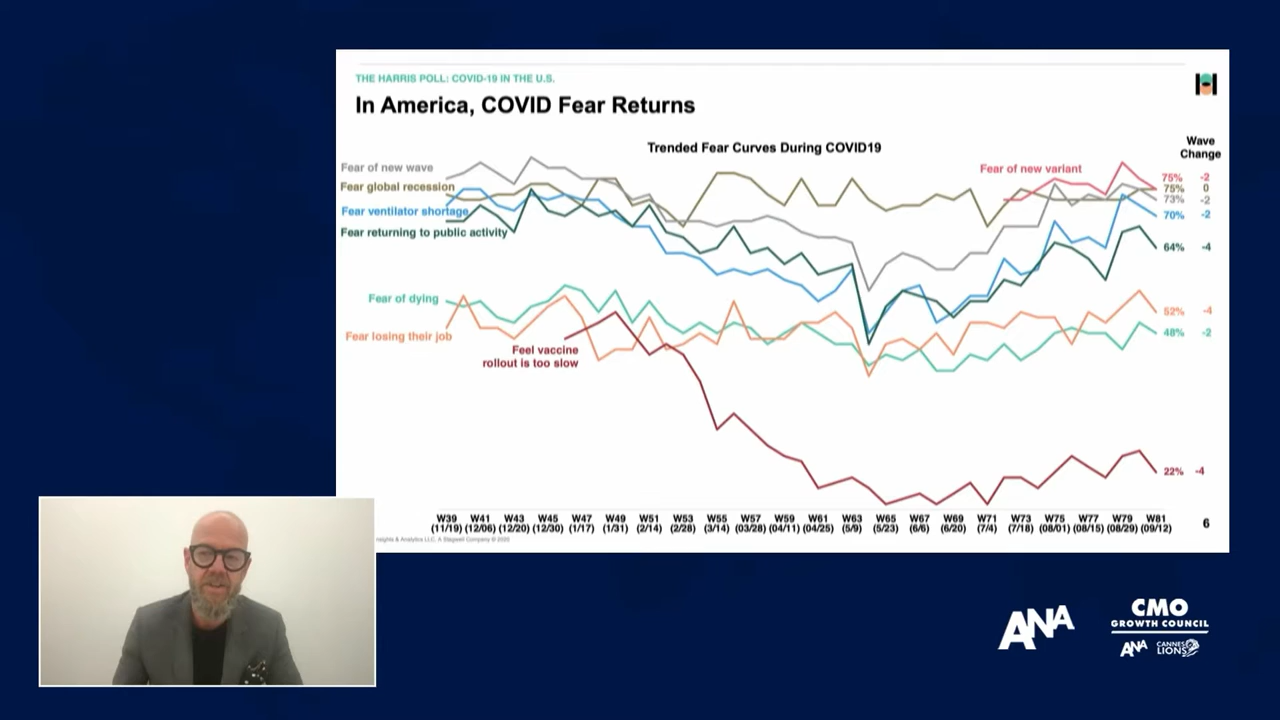 THE HARRIS POLL: COVID-19 IN THE U.S.
In America, COVID Fear Returns
Trended Fear Curves During COVID19
Wave
Change
Fear of new wave
Fear global recession
Fear ventilator shortage
Fear returning to public activity
Fear of dying
Fear losing their job
Feel vaccine
rollout is too slow
Fear of new variant
75% -2
75% 0
73% -2
70% -2
64% -4
52% -4
48% -2
22% -4
W39 W41 W43 W45 W47 W49 W51 W53 W55 W57 W59 W61 W63 W65 W67 W69 W71 W73 W75 W77 W79 W81
(11/19) (12/06) (12/20) (12/30) (1/17) (1/31) (2/14) (2/28) (3/14) (03/28) (04/11) (04/25) (5/9) (5/23) (6/6) (6/20) (7/4) (7/18) (08/01) (08/15) (08/29) (09/12)
6
nsights & Analytics LLC. A Stagwell Company © 2020
ANA
CMO
GROWTH COUNCIL
ANA
CANNES
LIONS